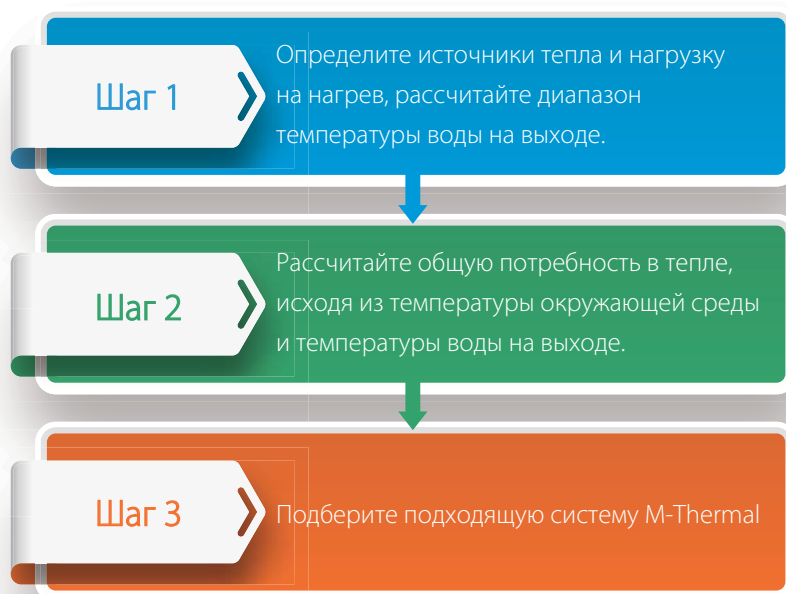 Шаг 1
Определите источники тепла и нагрузку
на нагрев, рассчитайте диапазон
температуры воды на выходе.
Шаг 2
Рассчитайте общую потребность в тепле,
исходя из температуры окружающей среды
и температуры воды на выходе.
Шаг 3
Подберите подходящую систему M-Thermal